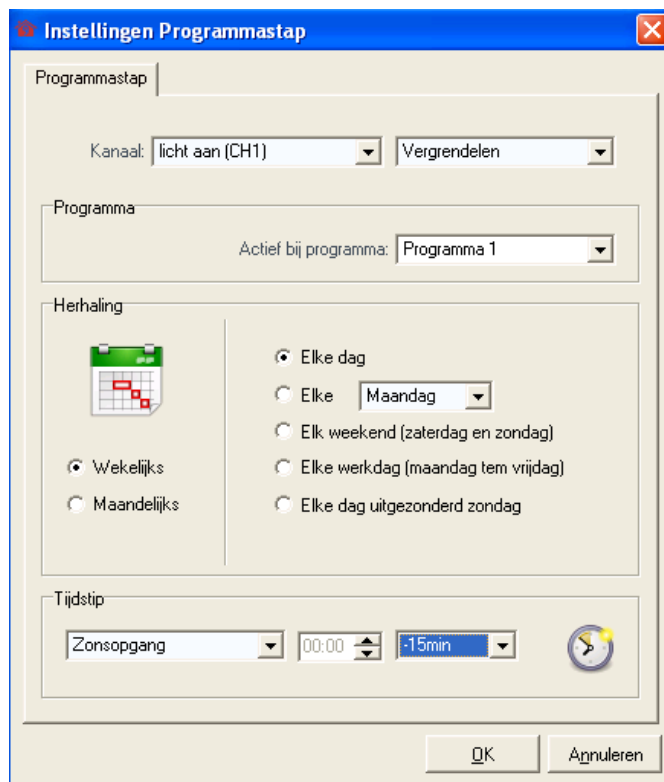 Instellingen Programmastap
Programmastap
Kanaal: licht aan (CH1) Vergrendelen
Programma
Actief bij programma: Programma 1
Herhaling
Elke dag
Elke Maandag
Elk weekend (zaterdag en zondag)
Wekelijks
Elke werkdag (maandag tem vrijdag)
Maandelijks
Elke dag uitgezonderd zondag
Tijdstip
Zonsopgang 00:00 -15min
OK Annuleren